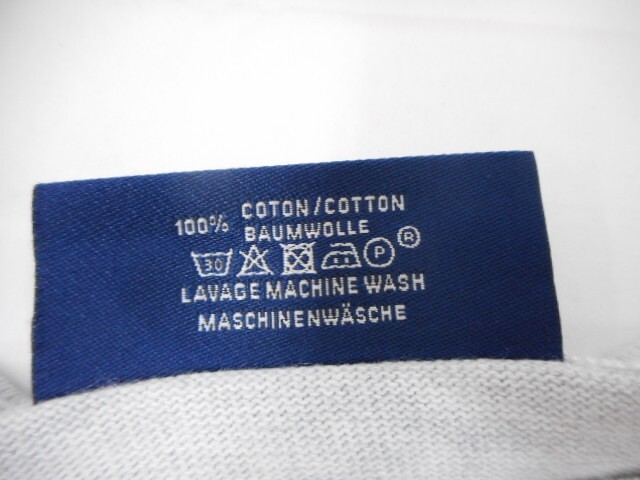 100% COTON/COTTON
BAUMWOLLE
30 P ®
LAVAGE MACHINE WASH
MASCHINENWÄSCHE